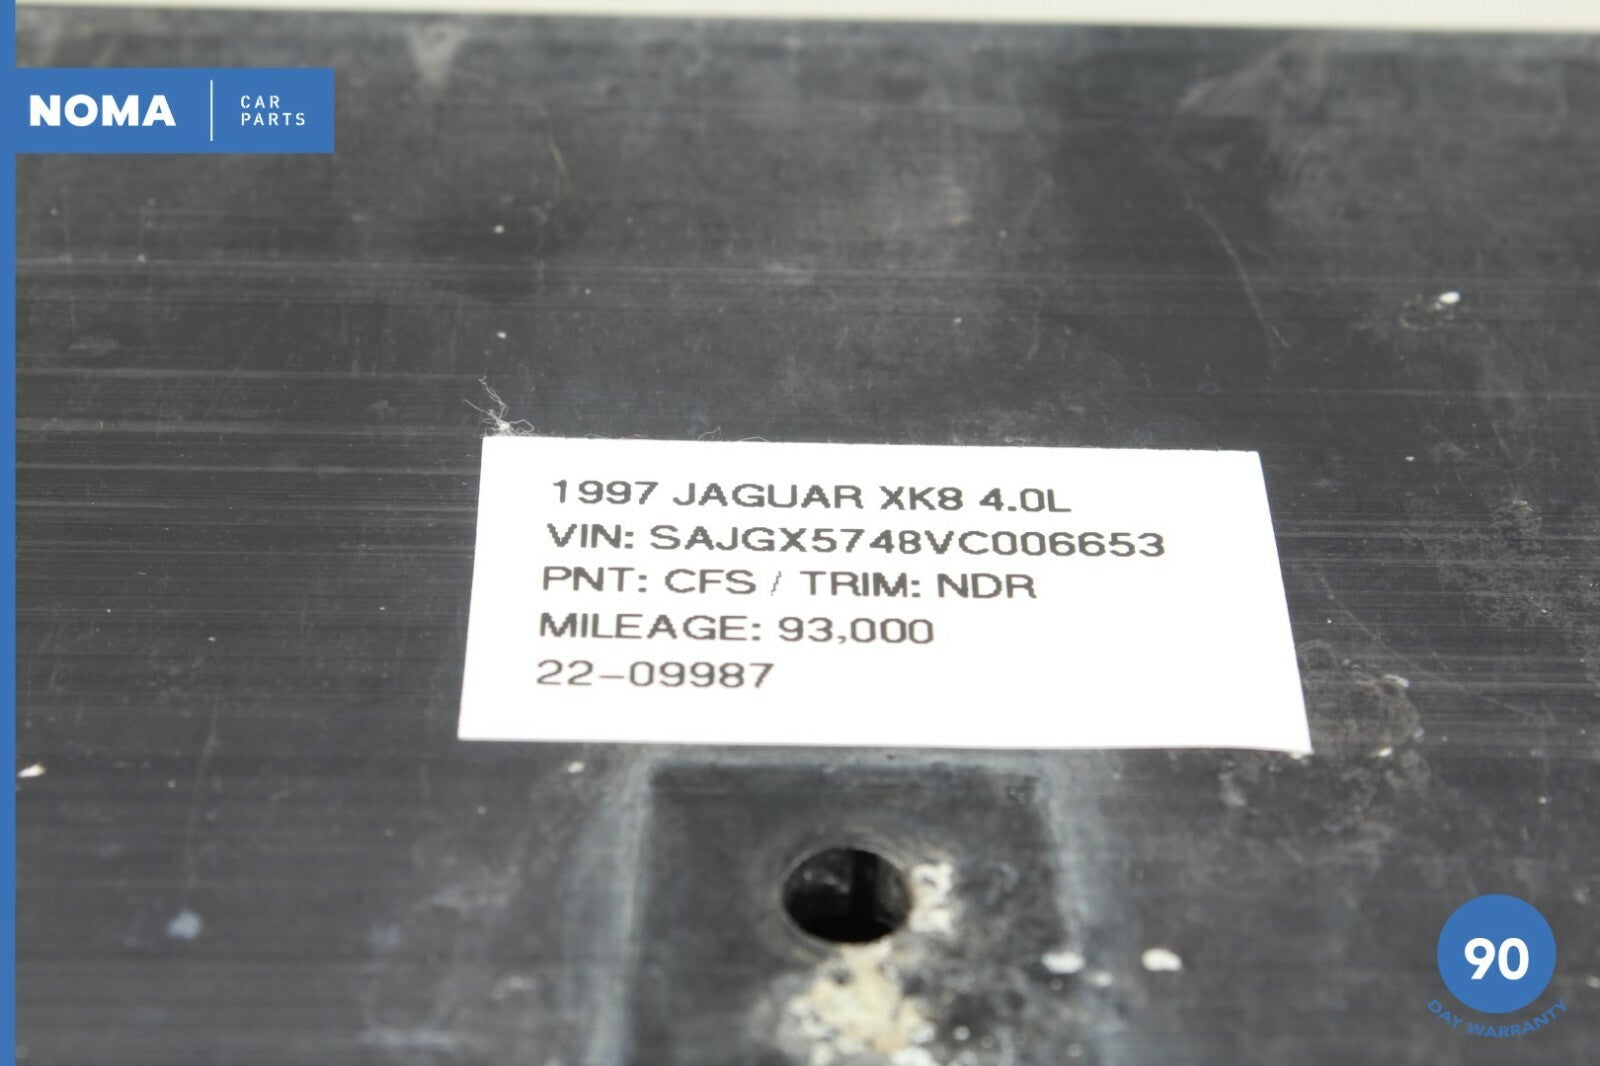 NOMA
CAR
PARTS
1997 JAGUAR XK8 4.0L
VIN: SAJGX5748VC006653
PNT: CFS / TRIM: NDR
MILEAGE: 93,000
22-09987
90
DAY WARRANTY